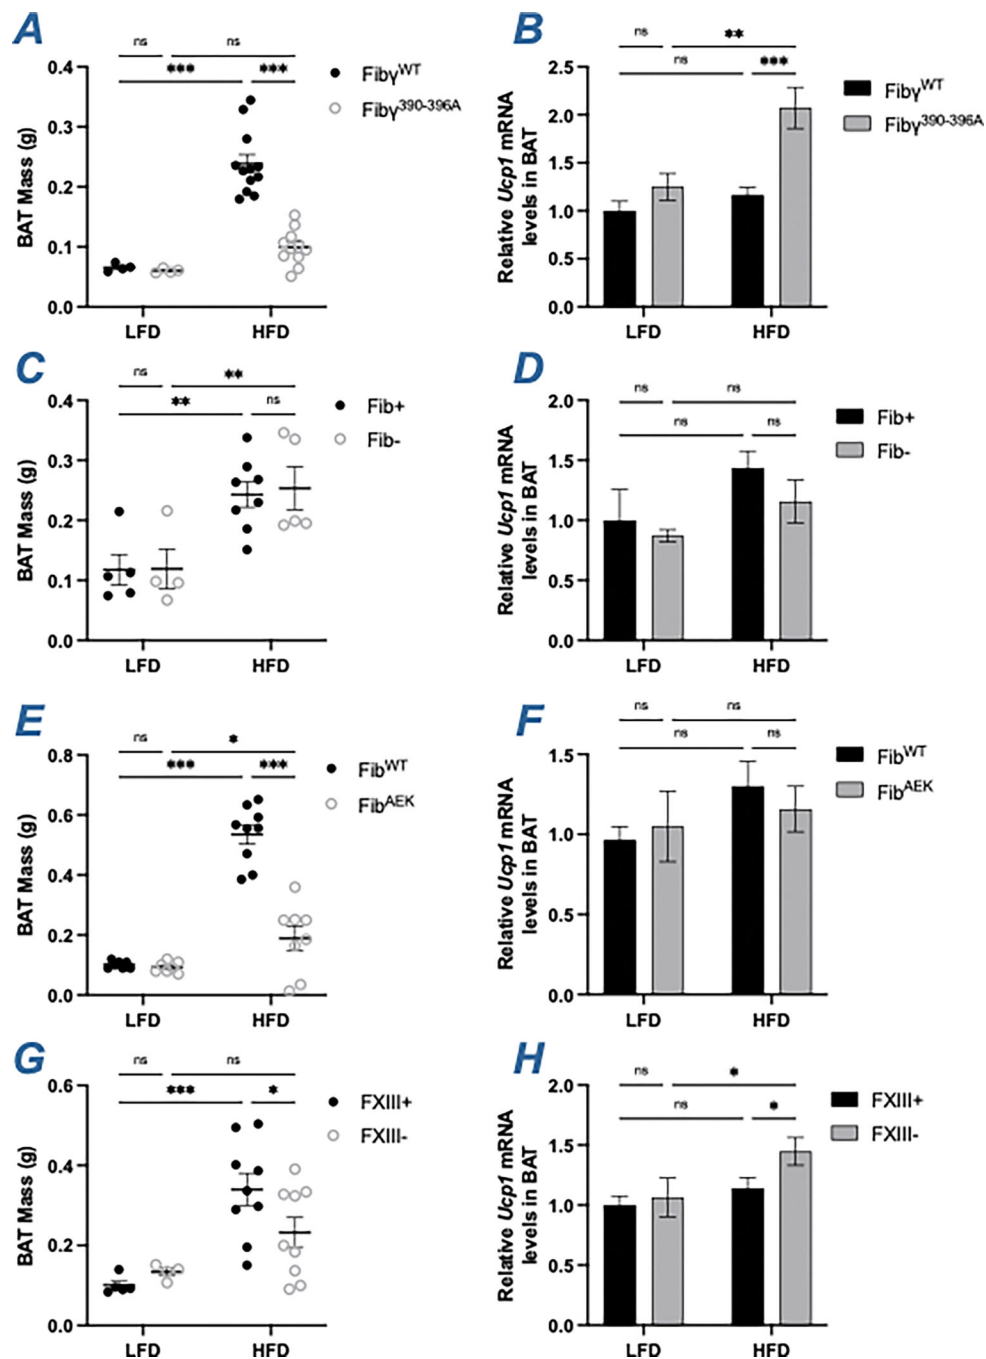 A
ns ns
*** ***
BAT Mass (g)
0.4
0.3
0.2
0.1
0.0
LFD HFD
FibγWT
Fibγ390-396A
B
ns **
ns ***
Relative Ucp1 mRNA
levels in BAT
2.5
2.0
1.5
1.0
0.5
0.0
LFD HFD
FibγWT
Fibγ390-396A
C
ns **
** ns
BAT Mass (g)
0.4
0.3
0.2
0.1
0.0
LFD HFD
Fib+
Fib-
D
ns ns
ns ns
Relative Ucp1 mRNA
levels in BAT
2.0
1.5
1.0
0.5
0.0
LFD HFD
Fib+
Fib-
E
ns *
*** ***
BAT Mass (g)
0.8
0.6
0.4
0.2
0.0
LFD HFD
FibWT
FibAEK
F
ns ns
ns ns
Relative Ucp1 mRNA
levels in BAT
1.5
1.0
0.5
0.0
LFD HFD
FibWT
FibAEK
G
ns ns
*** *
BAT Mass (g)
0.6
0.4
0.2
0.0
LFD HFD
FXIII+
FXIII-
H
ns *
ns *
Relative Ucp1 mRNA
levels in BAT
2.0
1.5
1.0
0.5
0.0
LFD HFD
FXIII+
FXIII-